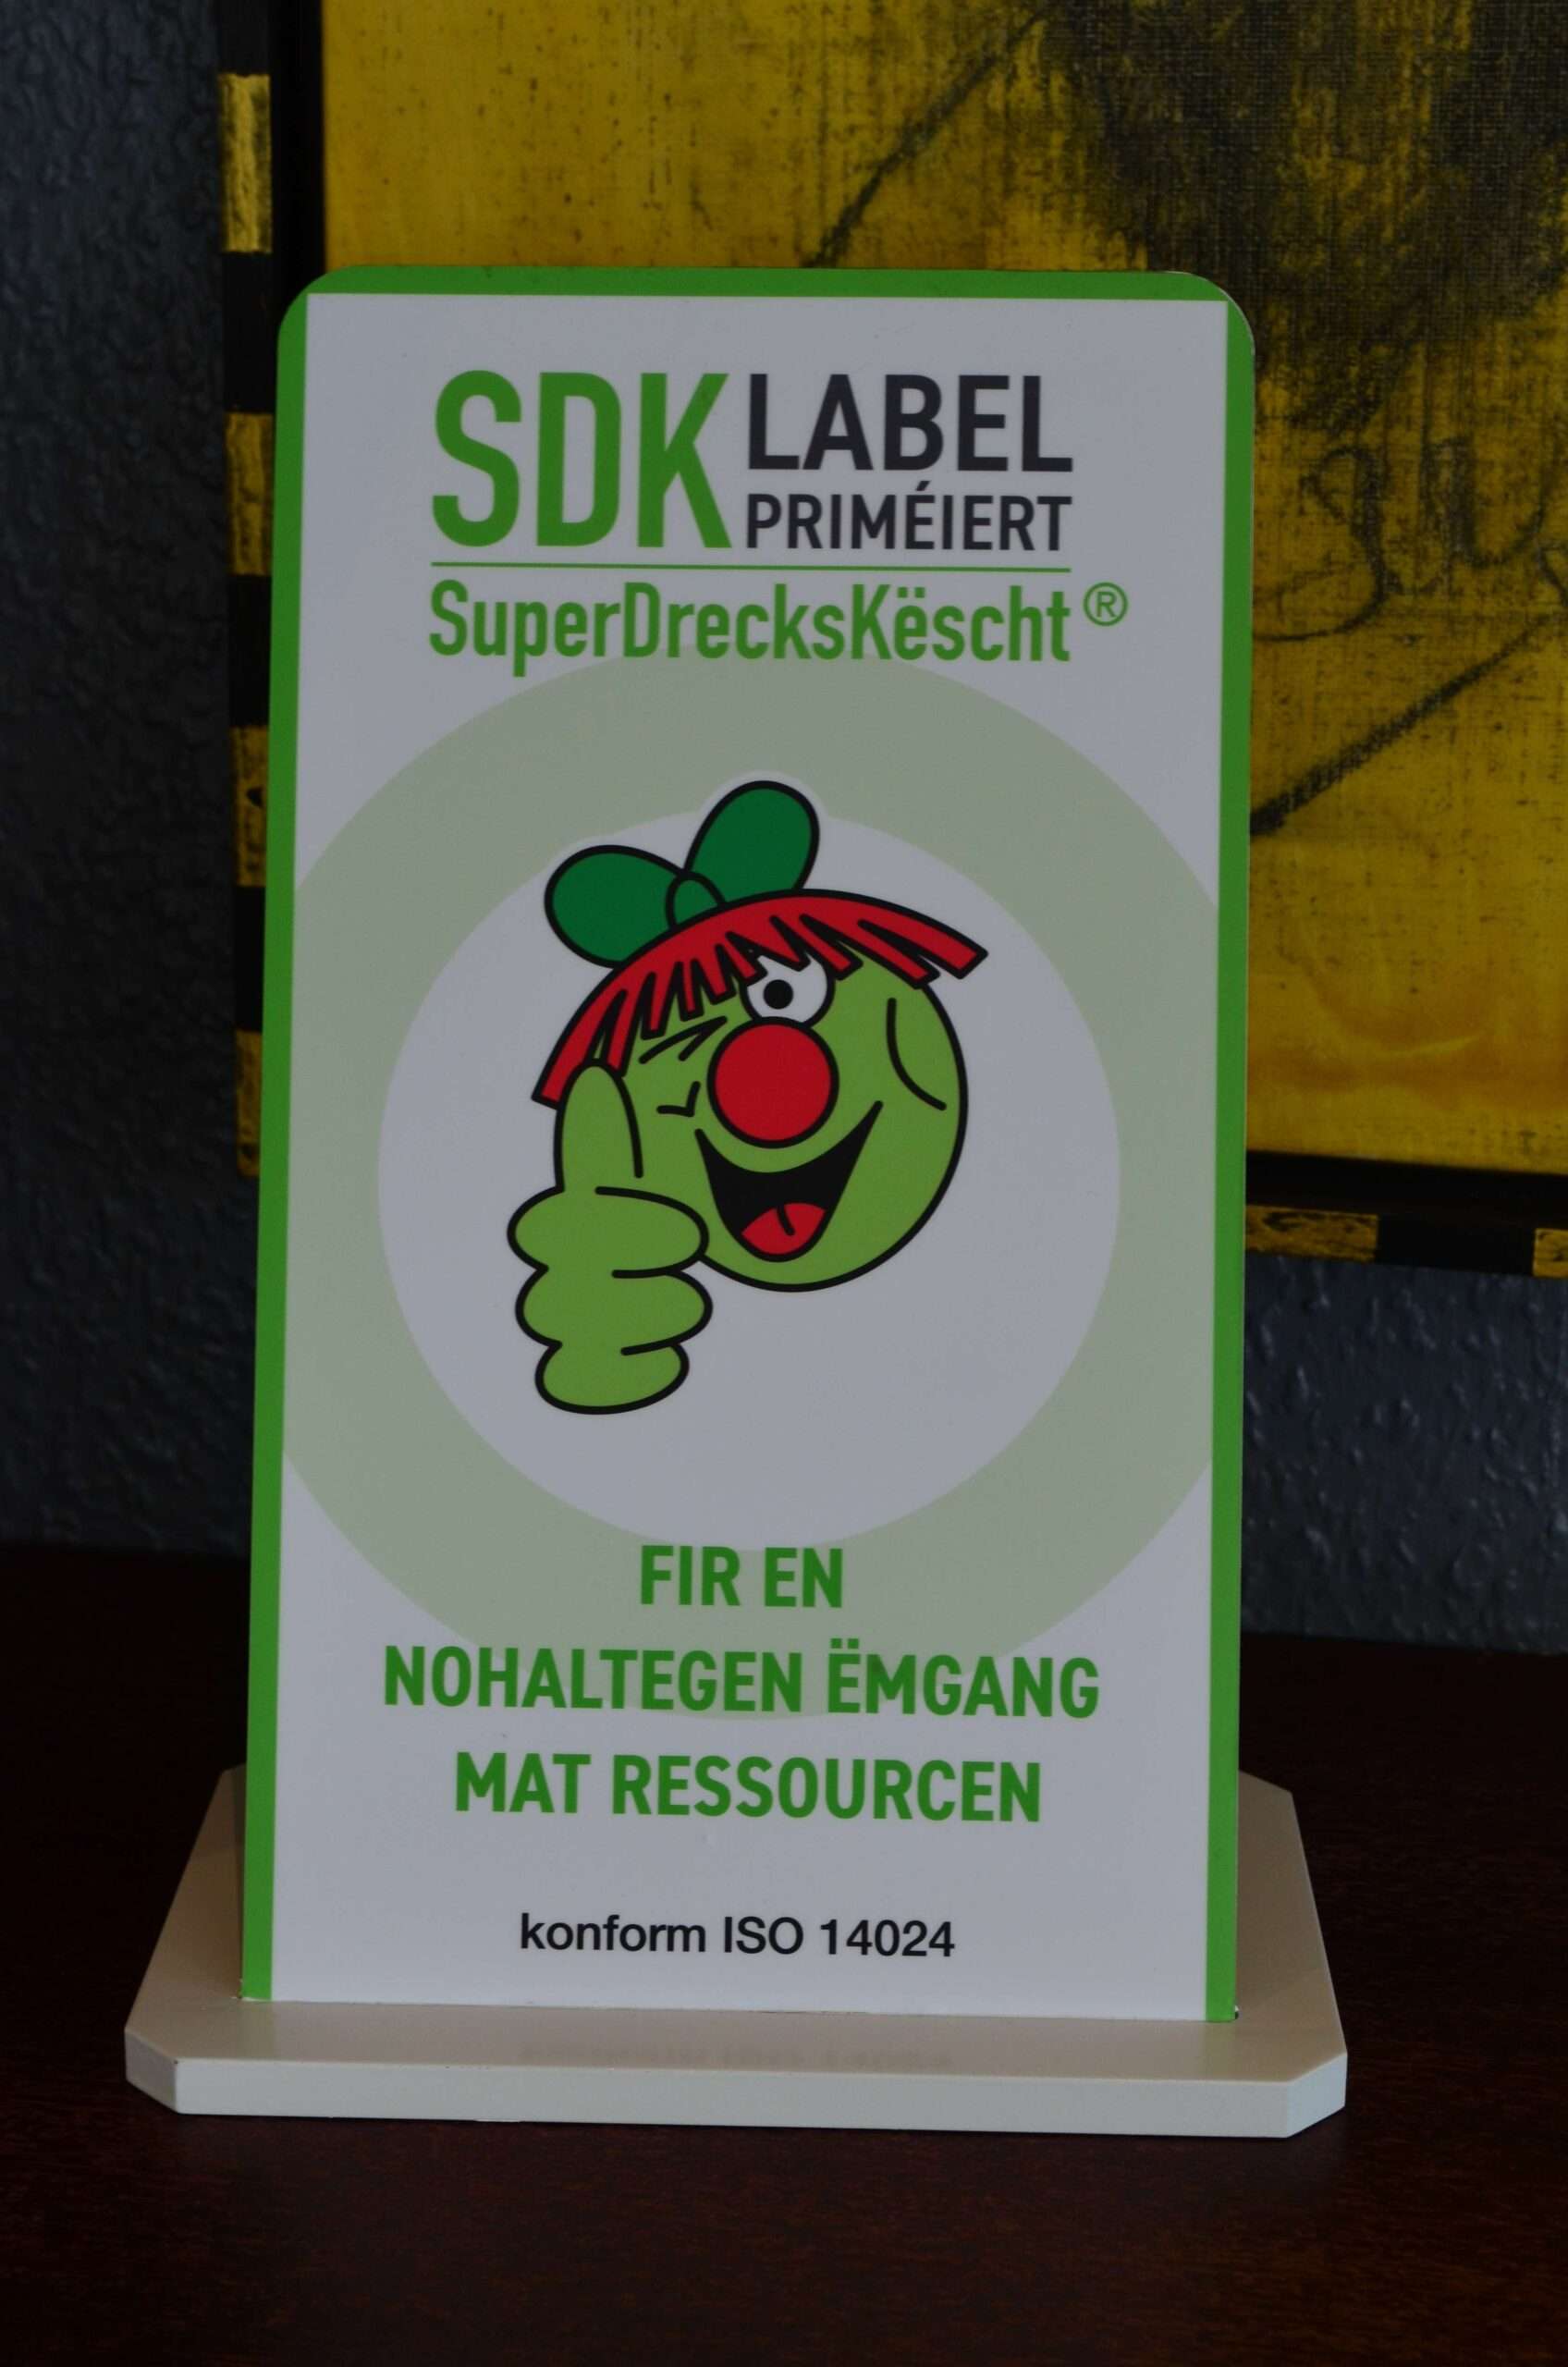 SDK LABEL
PRIMÉIERT
SuperDrecksKëscht®
FIR EN
NOHALTEGEN ËMGANG
MAT RESSOURCEN
konform ISO 14024